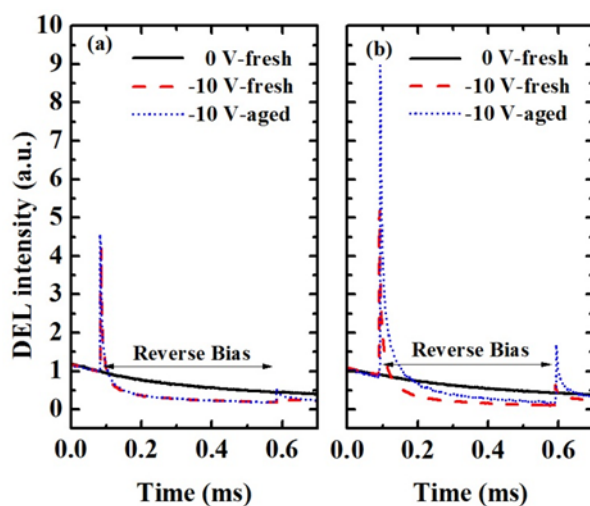 (a)
0 V-fresh
-10 V-fresh
-10 V-aged
Reverse Bias
(b)
0 V-fresh
-10 V-fresh
-10 V-aged
Reverse Bias
DEL intensity (a.u.)
10
9
8
7
6
5
4
3
2
1
0
0.0 0.2 0.4 0.6
0.0 0.2 0.4 0.6
Time (ms)
Time (ms)